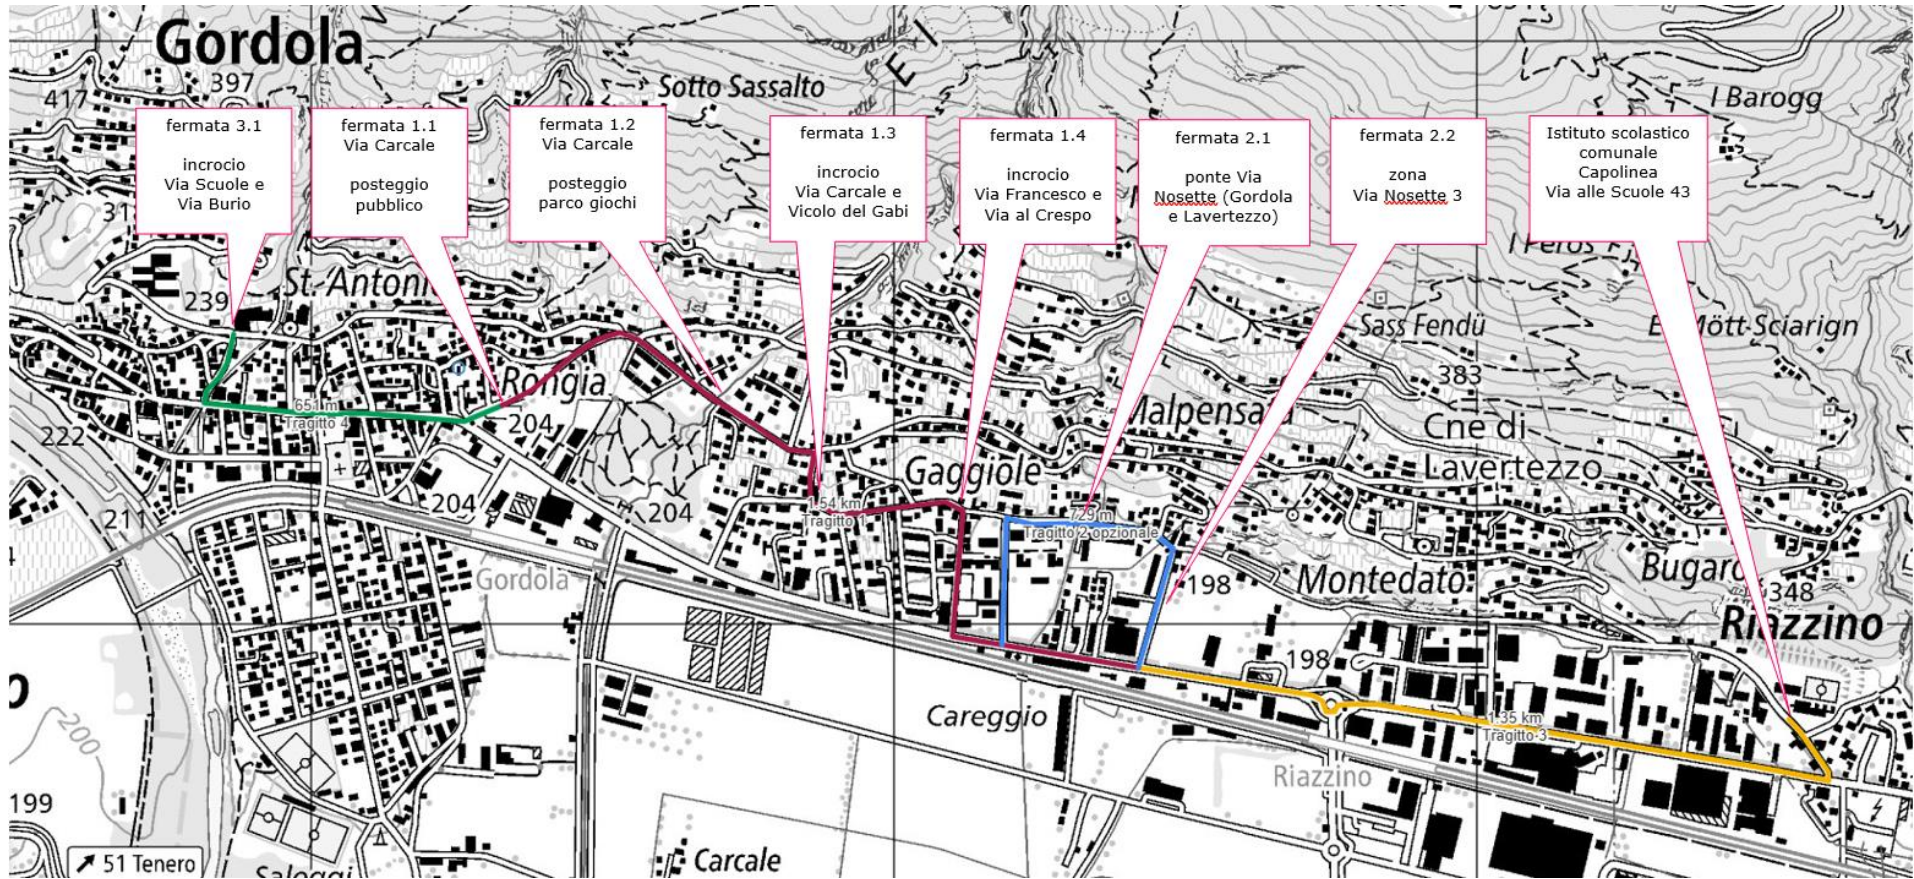 Gordola
397
417
Sotto Sassalto
I Barogg
fermata 3.1
incrocio
Via Scuole e
Via Burio
fermata 1.1
Via Carcale
posteggio
pubblico
fermata 1.2
Via Carcale
posteggio
parco giochi
fermata 1.3
incrocio
Via Carcale e
Vicolo del Gabi
fermata 1.4
incrocio
Via Francesco e
Via al Crespo
fermata 2.1
ponte Via
Nosette (Gordola
e Lavertezzo)
fermata 2.2
zona
Via Nosette 3
Istituto scolastico
comunale
Capolinea
Via alle Scuole 43
239
Sass Fendü
383
Rongia
204
651 m
Tragitto 4
222
Cne di
Lavertezzo
Gaggiole
204
204
211
1.54 km
Tragitto 1
729 m
Tragitto 2 opzionale
Gordola
198
Montedato
348
Riazzino
198
Careggio
1.35 km
Tragitto 3
Riazzino
200
199
51 Tenero
Carcale